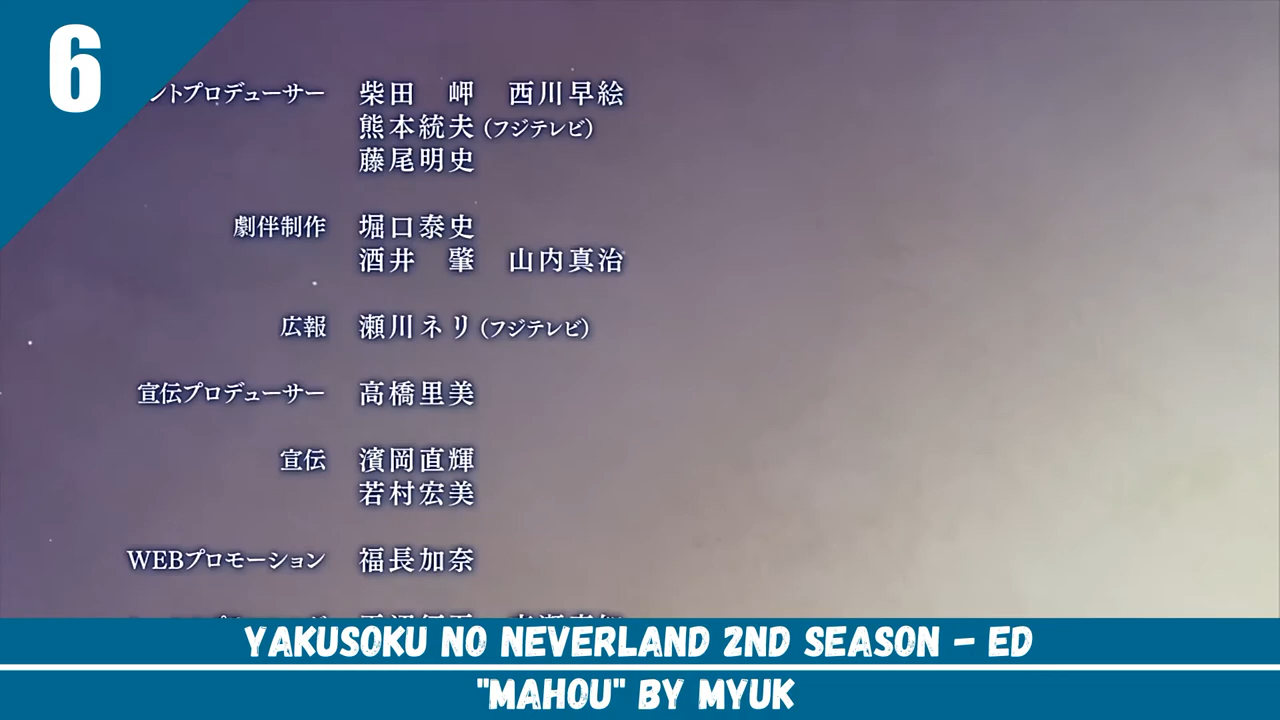 6
ントプロデューサー 柴田 岬 西川早絵
熊本統夫(フジテレビ)
藤尾明史
劇伴制作 堀口泰史
酒井 肇 山内真治
広報 瀬川ネリ(フジテレビ)
宣伝プロデューサー 高橋里美
宣伝 濱岡直輝
若村宏美
WEBプロモーション 福長加奈
YAKUSOKU NO NEVERLAND 2ND SEASON - ED
"MAHOU" BY MYUK